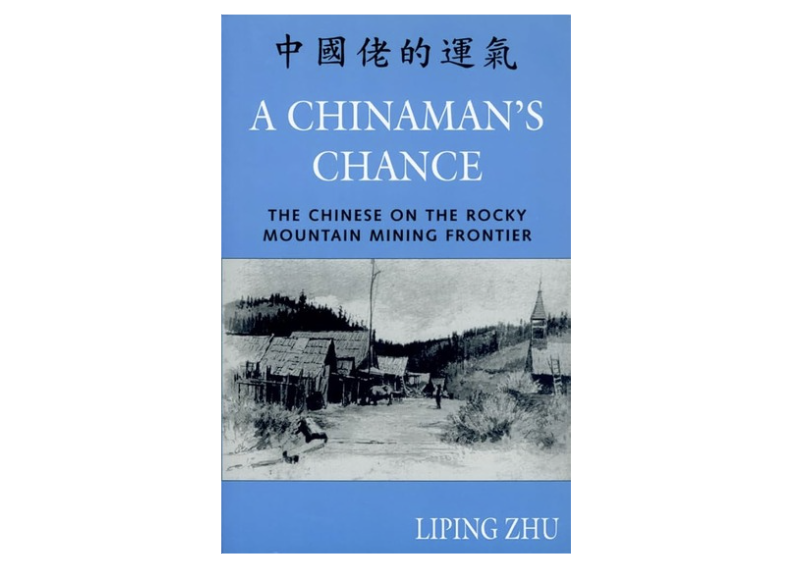 中國佬的運氣
A CHINAMAN'S
CHANCE
THE CHINESE ON THE ROCKY
MOUNTAIN MINING FRONTIER
LIPING ZHU